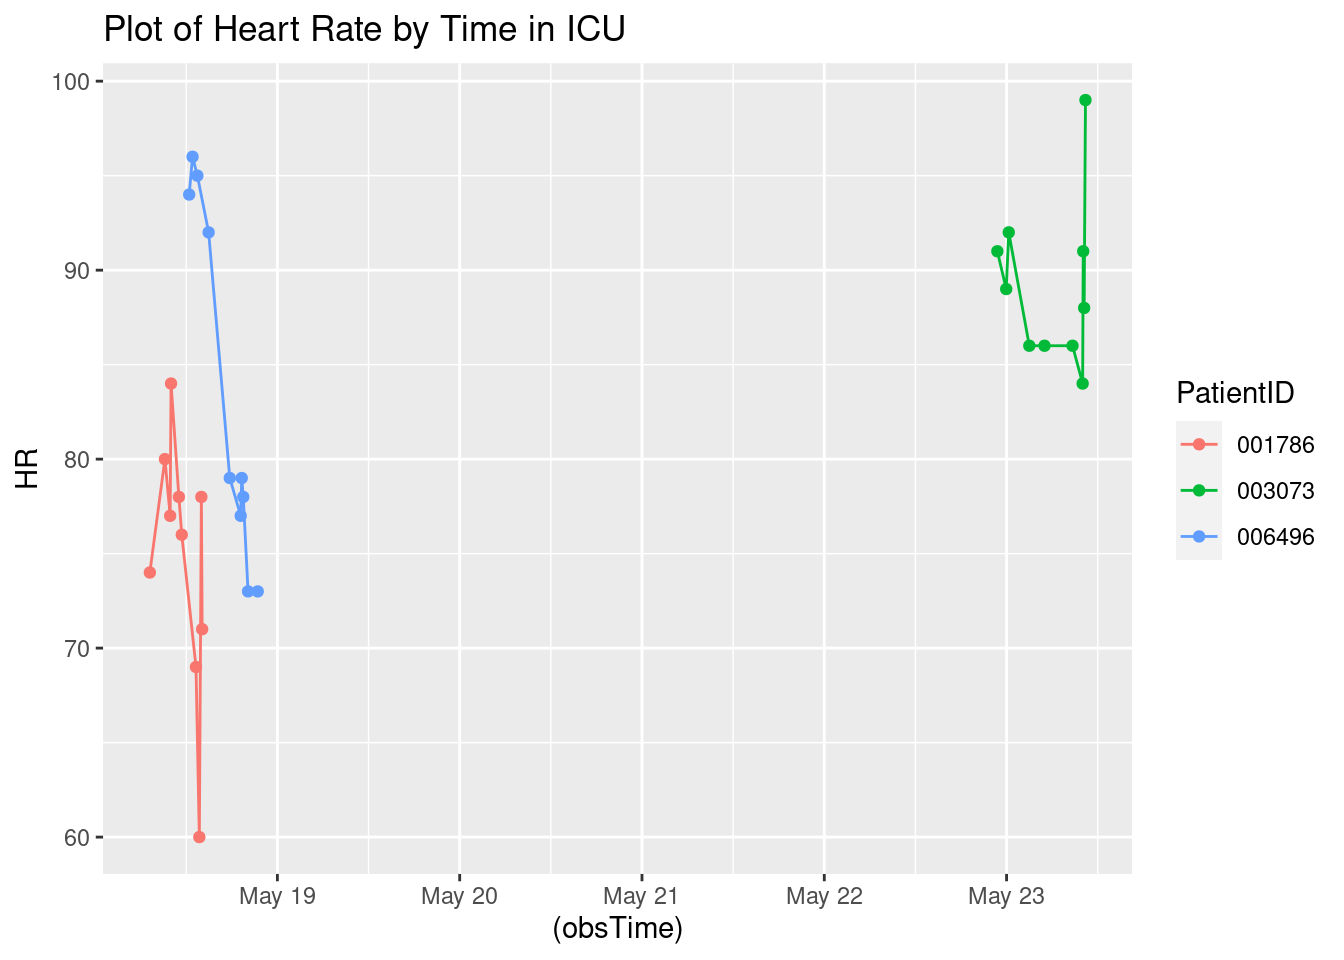 Plot of Heart Rate by Time in ICU
100
90
80
70
60
HR
May 19 May 20 May 21 May 22 May 23
(obsTime)
PatientID
001786
003073
006496